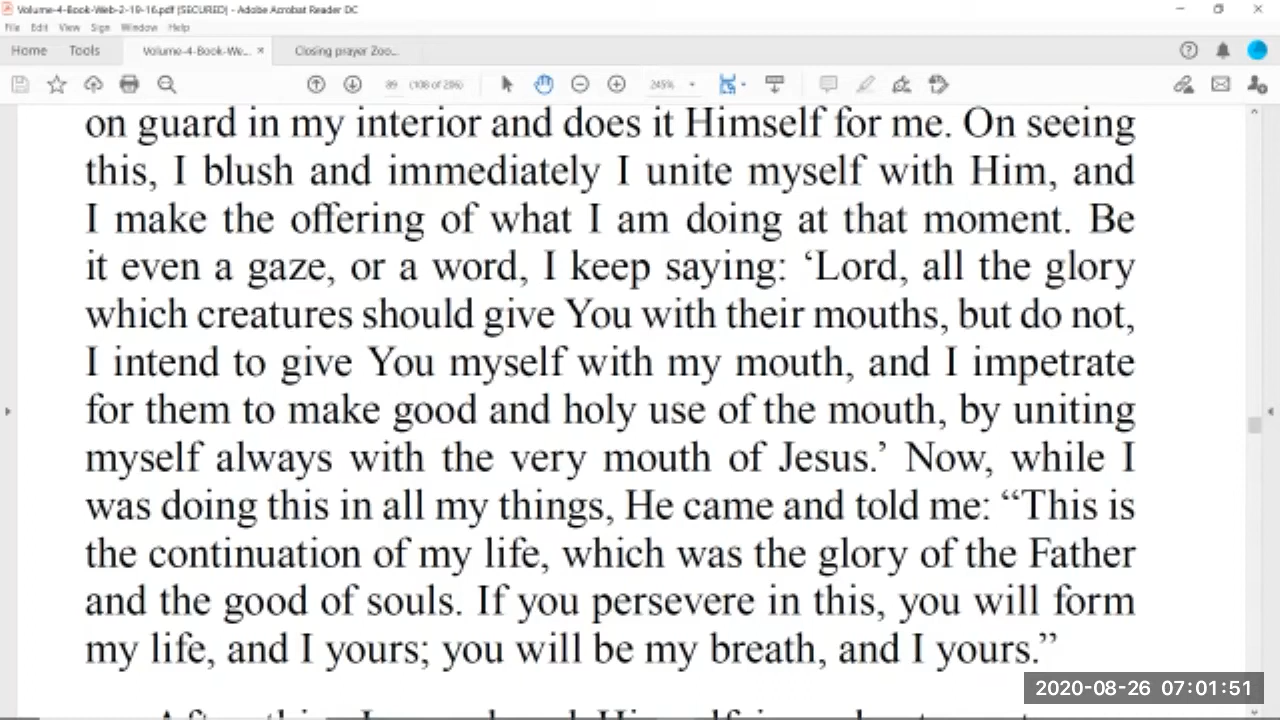 Volume-4-Book-Web-2-19-16.pdf (SECURED) - Adobe Acrobat Reader DC
File Edit View Sign Window Help
Home Tools Volume-4-Book-We... × Closing prayer Zoo...
89 (108 of 206) 245%
on guard in my interior and does it Himself for me. On seeing
this, I blush and immediately I unite myself with Him, and
I make the offering of what I am doing at that moment. Be
it even a gaze, or a word, I keep saying: ‘Lord, all the glory
which creatures should give You with their mouths, but do not,
I intend to give You myself with my mouth, and I impetrate
for them to make good and holy use of the mouth, by uniting
myself always with the very mouth of Jesus.’ Now, while I
was doing this in all my things, He came and told me: “This is
the continuation of my life, which was the glory of the Father
and the good of souls. If you persevere in this, you will form
my life, and I yours; you will be my breath, and I yours.”
2020-08-26 07:01:51